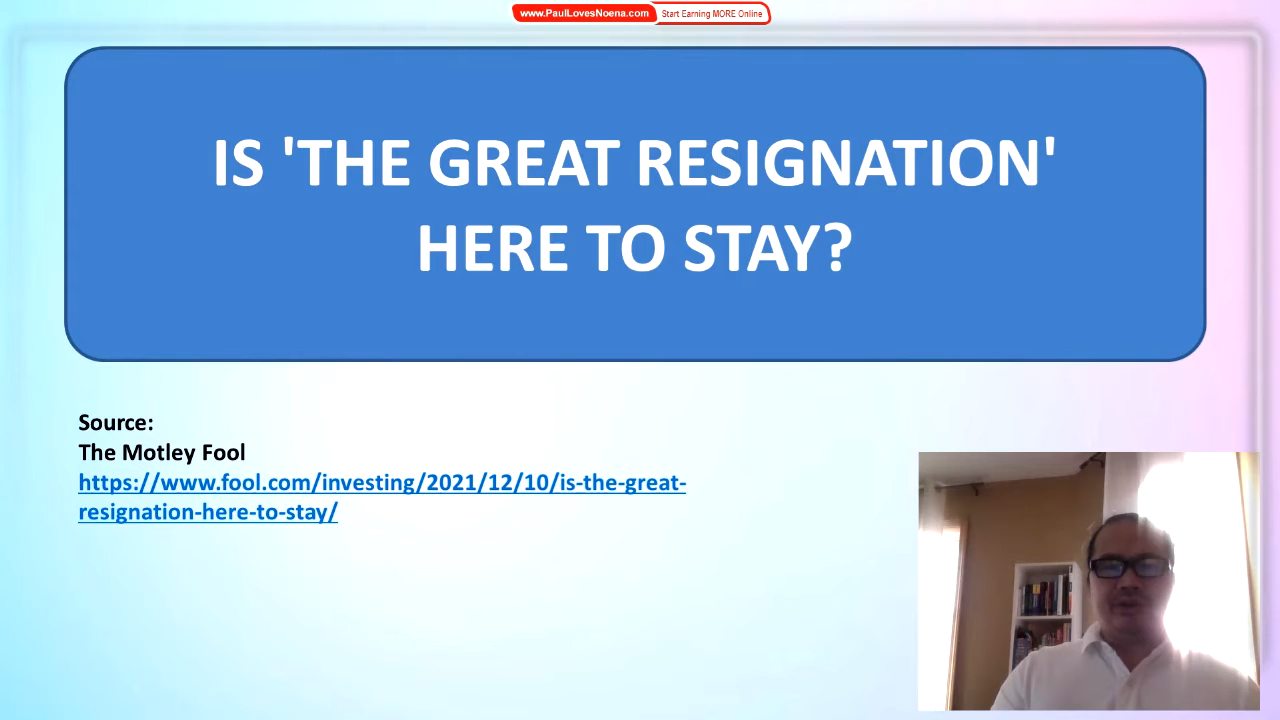 www.PaulLovesNoena.com Start Earning MORE Online
IS 'THE GREAT RESIGNATION'
HERE TO STAY?
Source:
The Motley Fool
https://www.fool.com/investing/2021/12/10/is-the-great-
resignation-here-to-stay/